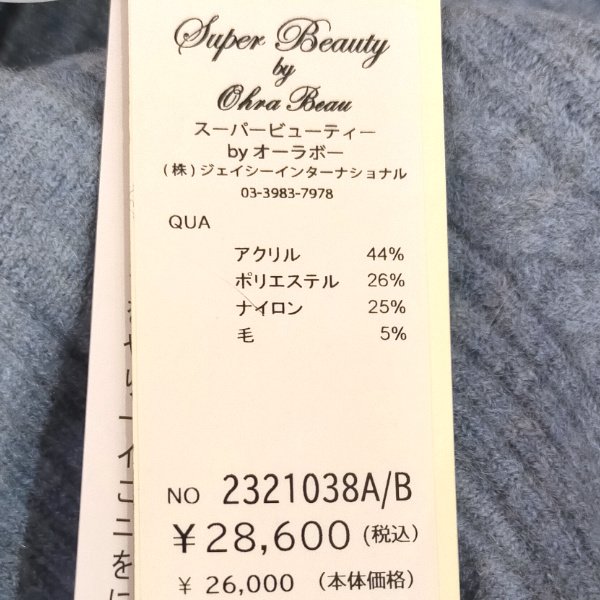 Super Beauty
by
Ohra Beau
スーパービューティー
by オーラボー
(株)ジェイシーインターナショナル
03-3983-7978
QUA
アクリル 44%
ポリエステル 26%
ナイロン 25%
毛 5%
NO 2321038A/B
¥28,600(税込)
¥ 26,000 (本体価格)